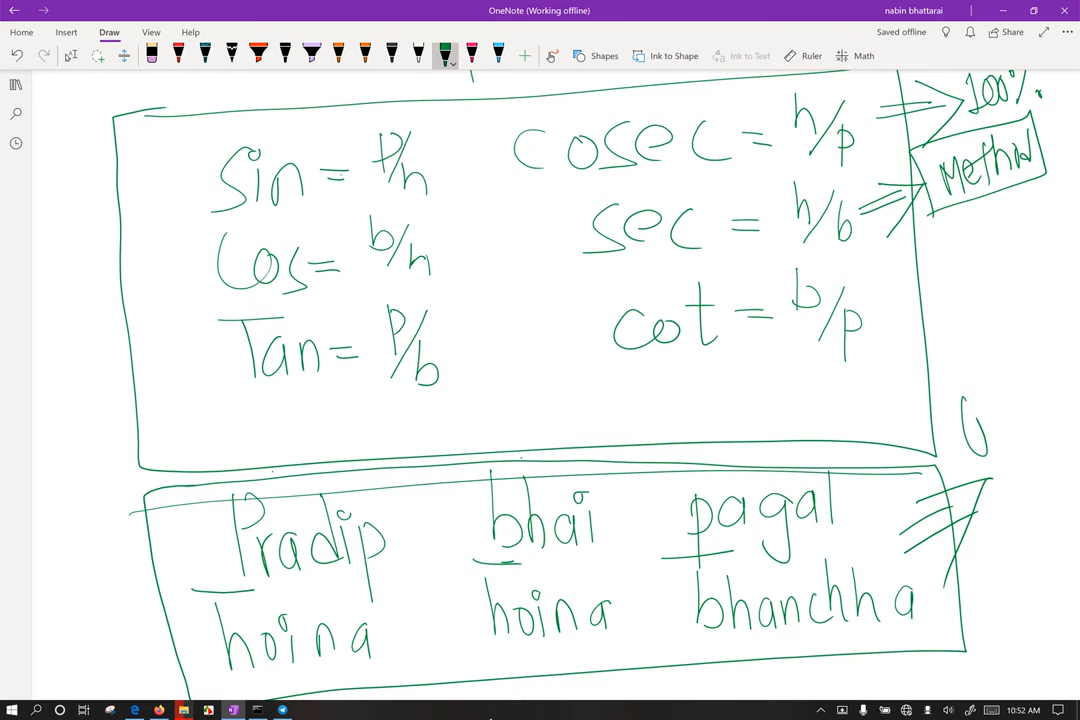 OneNote (Working offline)
nabin bhattarai
Home Insert Draw View Help
Saved offline
Share
Shapes
Ink to Shape
Ink to Text
Ruler
Math
100%.
Method
sin = P/h
cosec = h/p
cos = b/h
sec = h/b
Tan = P/b
cot = b/p
Pradip bhai pagal
hoina hoina bhanchha
10:52 AM